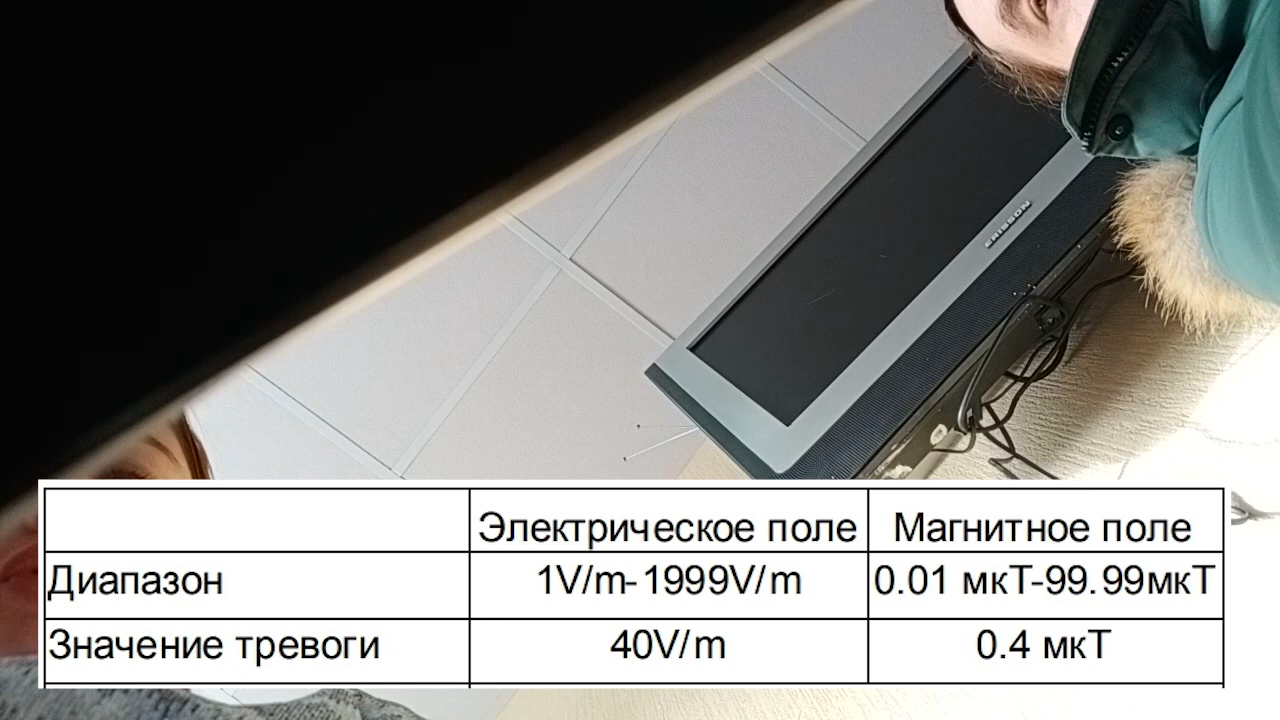 ERISSON
Электрическое поле Магнитное поле
Диапазон 1V/m-1999V/m 0.01 мкТ-99.99мкТ
Значение тревоги 40V/m 0.4 мкТ